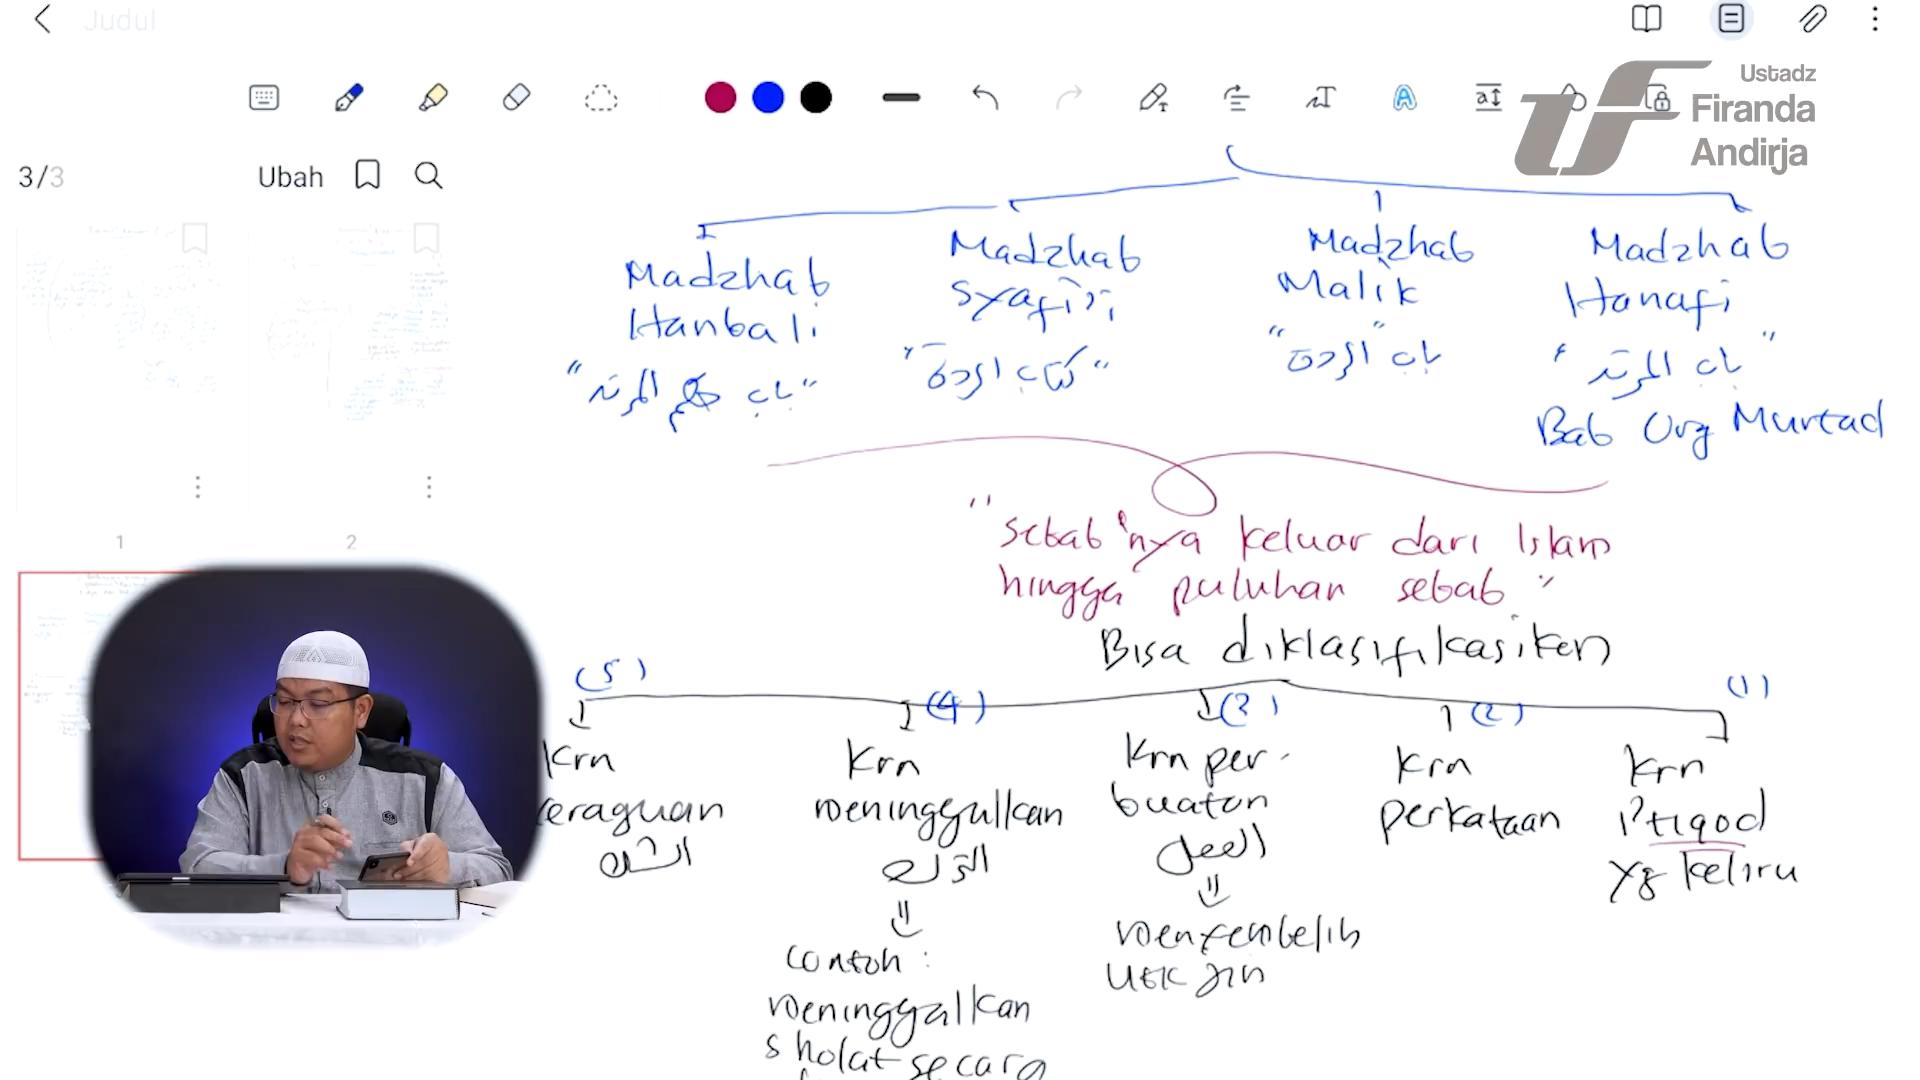 Judul
Ustadz
Firanda
Andirja
3/3
Ubah
Madzhab
Hanbali
"باب حكم المرتد"
Madzhab
Syafi'i
"كتاب الردة"
Madzhab
Malik
باب "الردة"
Madzhab
Hanafi
"باب المرتد"
Bab Org Murtad
1
2
"Sebab"nya keluar dari Islam
hingga puluhan sebab"
Bisa diklasifikasikan
(5)
(4)
(3)
(2)
(1)
Krn
keraguan
الشك
Krn
meninggalkan
الترك
contoh:
meninggalkan
sholat secara
Krn per-
buatan
الفعل
menyembelih
utk jin
Krn
perkataan
Krn
I'tiqod
yg keliru